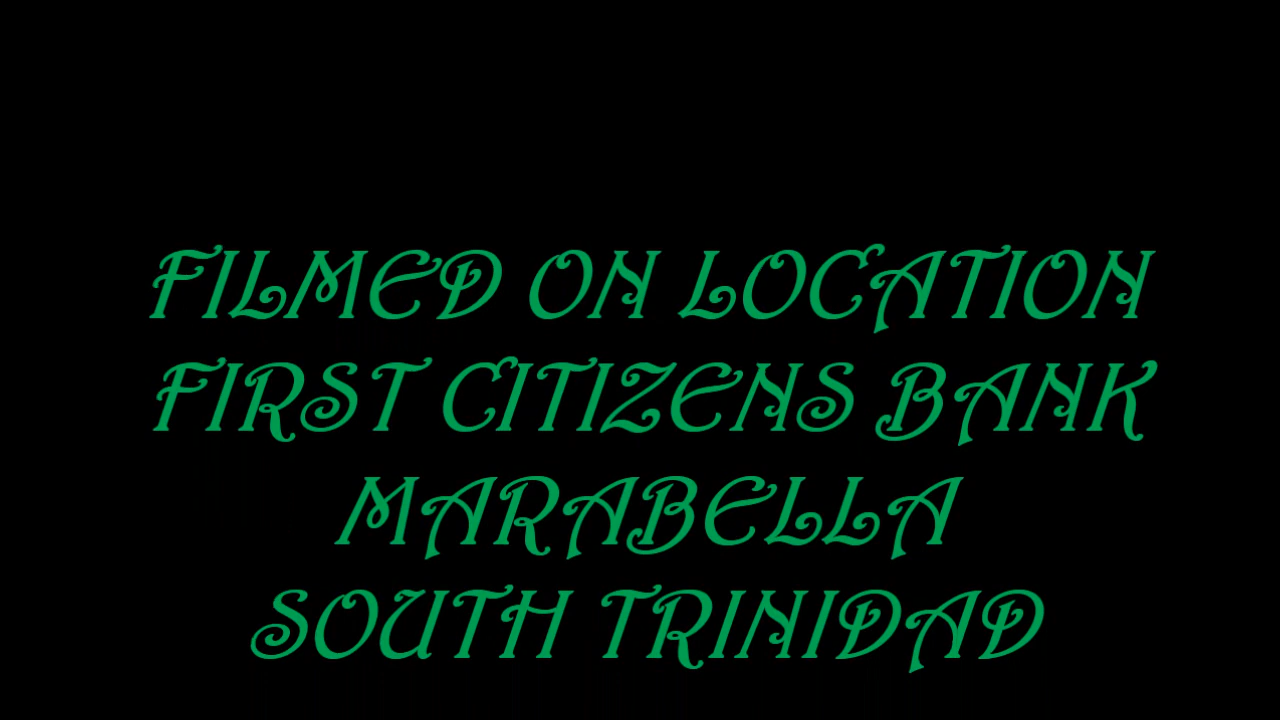 FILMED ON LOCATION
FIRST CITIZENS BANK
MARABELLA
SOUTH TRINIDAD